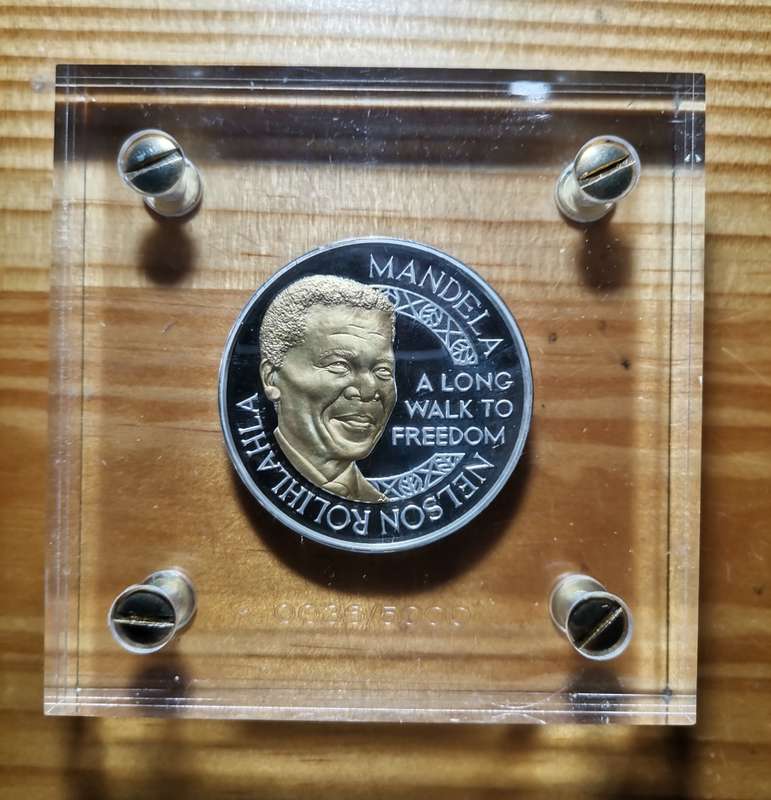 MANDELA
A LONG
WALK TO
FREEDOM
NELSON ROLIHLAHLA